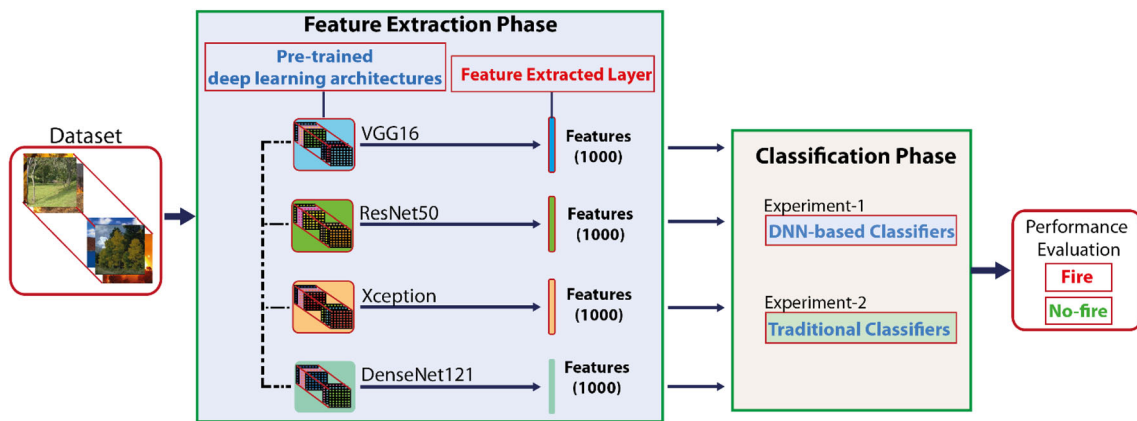 Dataset
Feature Extraction Phase
Pre-trained
deep learning architectures
Feature Extracted Layer
VGG16
Features
(1000)
ResNet50
Features
(1000)
Xception
Features
(1000)
DenseNet121
Features
(1000)
Classification Phase
Experiment-1
DNN-based Classifiers
Experiment-2
Traditional Classifiers
Performance
Evaluation
Fire
No-fire